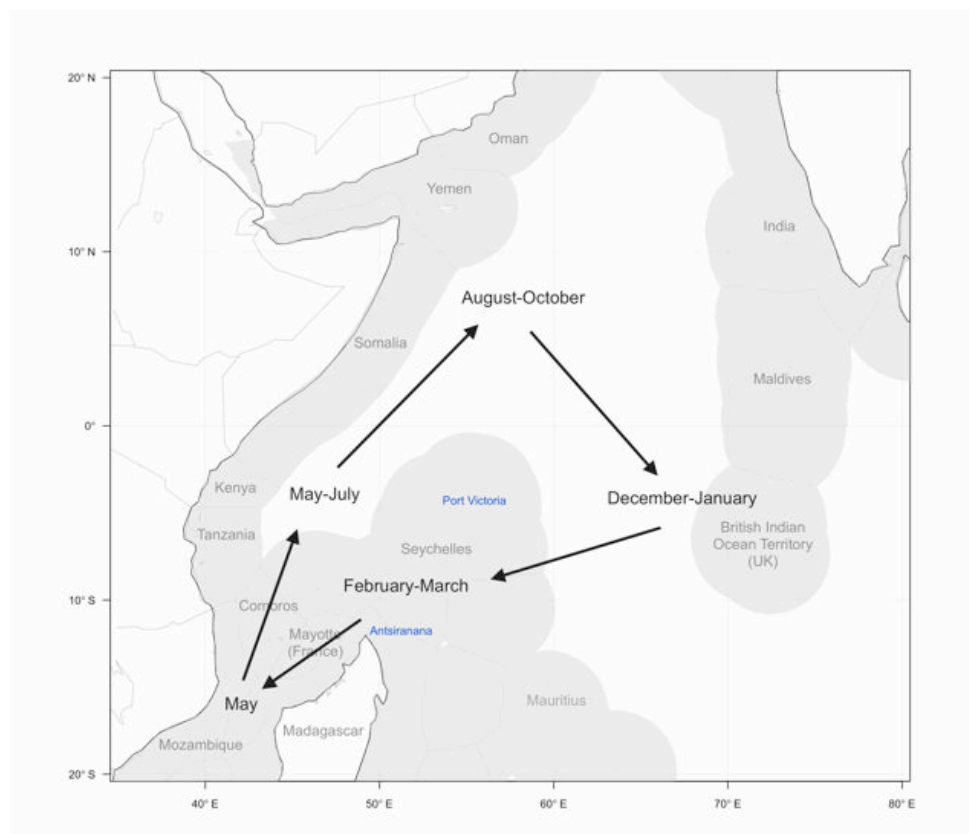 20° N
Oman
Yemen
India
10° N
August-October
Somalia
Maldives
0°
Kenya
May-July
Port Victoria
December-January
Tanzania
British Indian
Ocean Territory
(UK)
Seychelles
February-March
10° S
Comoros
Antsiranana
Mayotte
(France)
May
Mauritius
Madagascar
Mozambique
20° S
40° E
50° E
60° E
70° E
80° E